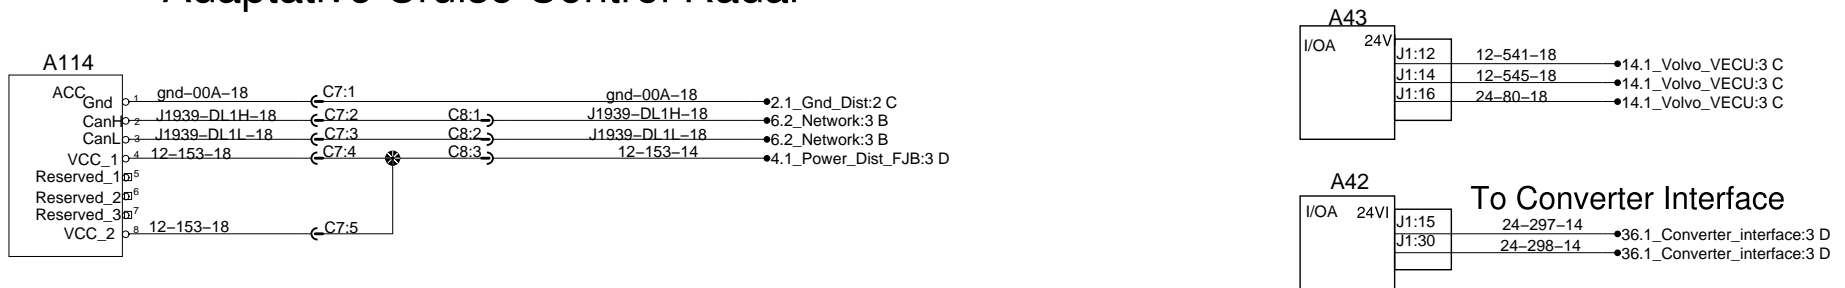 Adaptative Cruise Control Radar
A114
ACC
Gnd 1 gnd-00A-18 C7:1 gnd-00A-18 2.1_Gnd_Dist:2 C
CanH 2 J1939-DL1H-18 C7:2 C8:1 J1939-DL1H-18 6.2_Network:3 B
CanL 3 J1939-DL1L-18 C7:3 C8:2 J1939-DL1L-18 6.2_Network:3 B
VCC_1 4 12-153-18 C7:4 C8:3 12-153-14 4.1_Power_Dist_FJB:3 D
Reserved_1 5
Reserved_2 6
Reserved_3 7
VCC_2 8 12-153-18 C7:5
A43
I/OA 24V
J1:12 12-541-18 14.1_Volvo_VECU:3 C
J1:14 12-545-18 14.1_Volvo_VECU:3 C
J1:16 24-80-18 14.1_Volvo_VECU:3 C
A42
To Converter Interface
I/OA 24VI
J1:15 24-297-14 36.1_Converter_interface:3 D
J1:30 24-298-14 36.1_Converter_interface:3 D